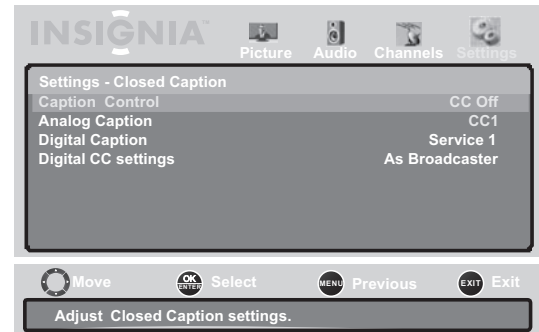 INSIGNIA™
Picture Audio Channels Settings
Settings - Closed Caption
Caption Control CC Off
Analog Caption CC1
Digital Caption Service 1
Digital CC settings As Broadcaster
Move OK ENTER Select MENU Previous EXIT Exit
Adjust Closed Caption settings.